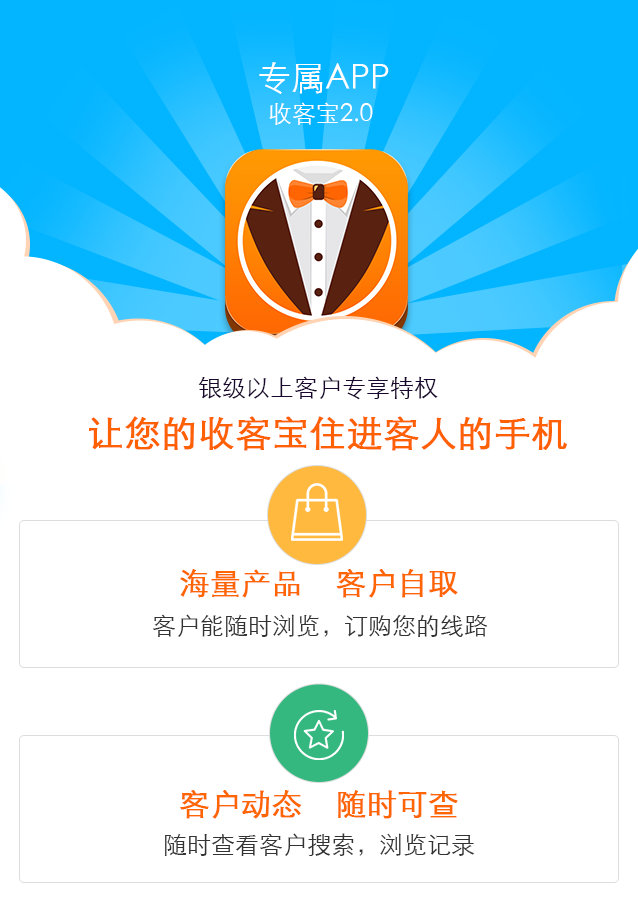 专属APP
收客宝2.0
银级以上客户专享特权
让您的收客宝住进客人的手机
海量产品 客户自取
客户能随时浏览，订购您的线路
客户动态 随时可查
随时查看客户搜索，浏览记录